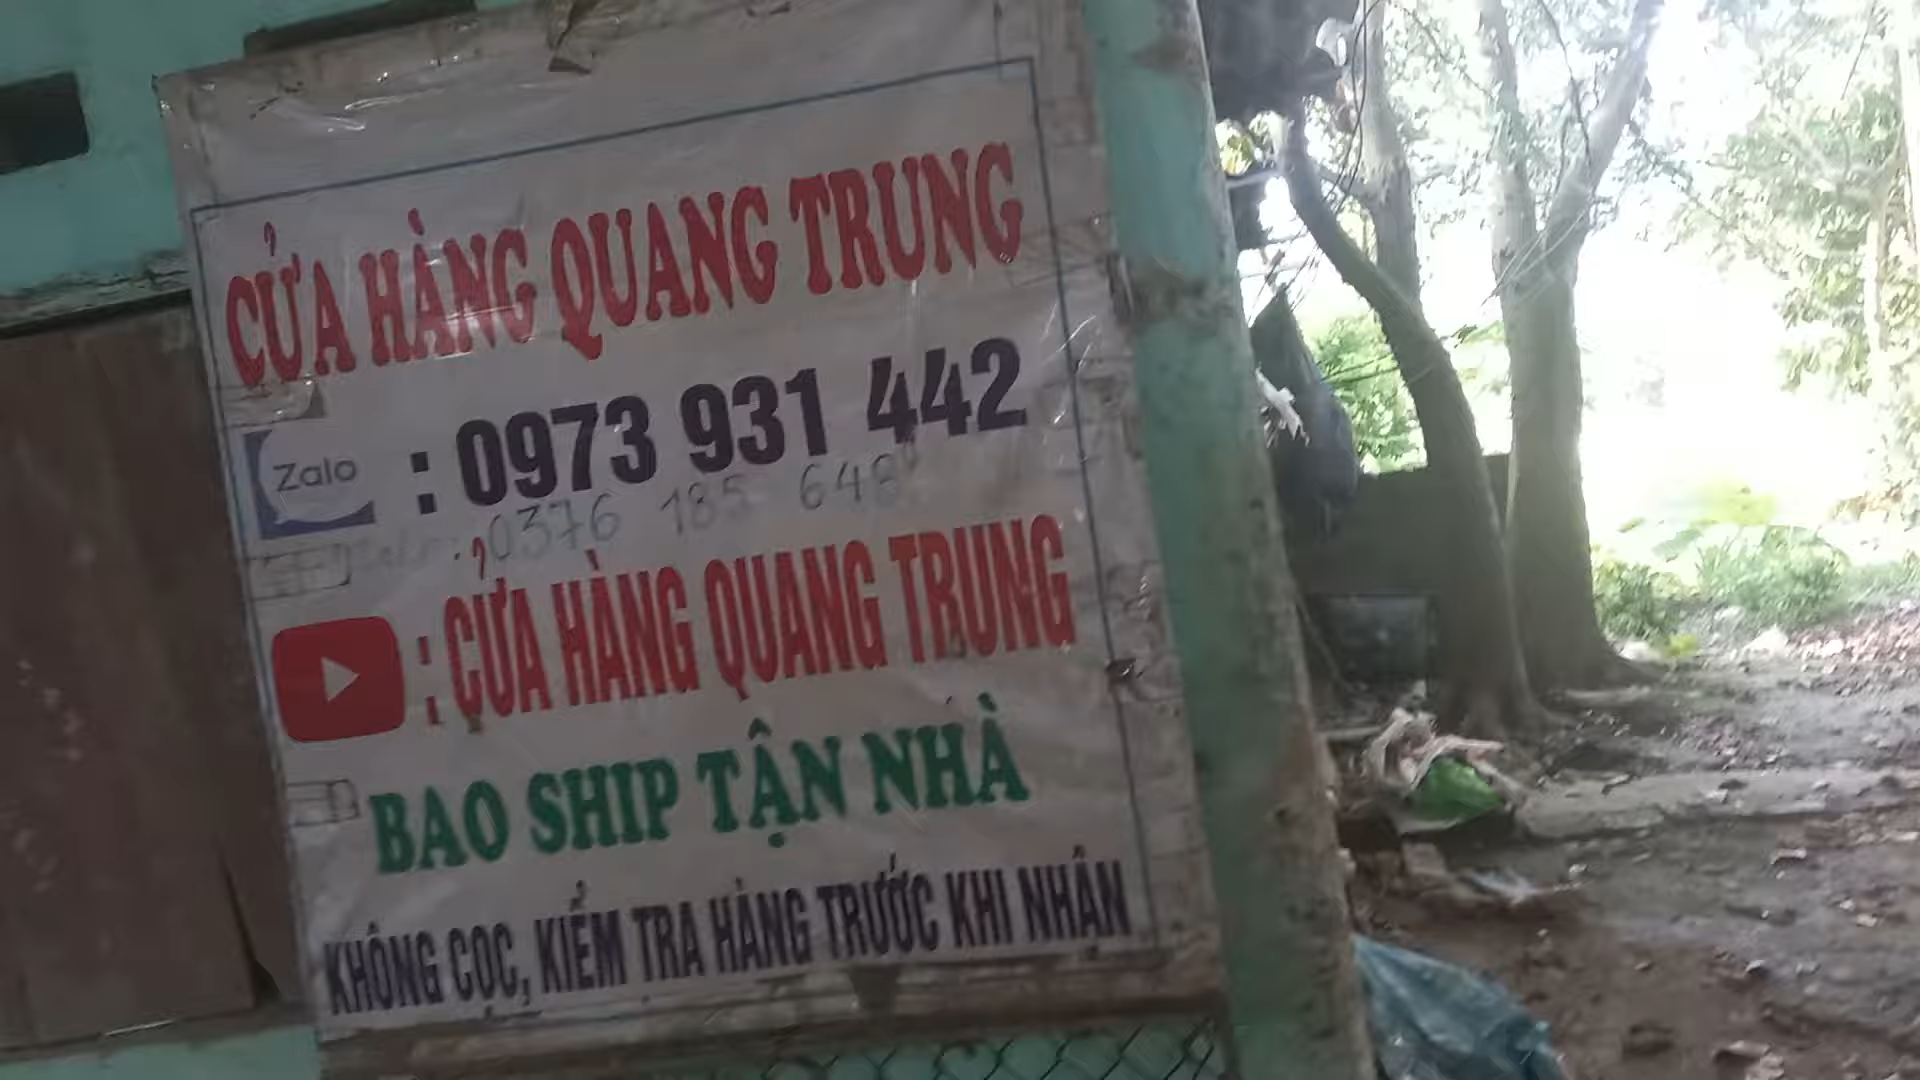 CỬA HÀNG QUANG TRUNG
Zalo : 0973 931 442
0376 185 648
: CỬA HÀNG QUANG TRUNG
BAO SHIP TẬN NHÀ
KHÔNG CỌC, KIỂM TRA HÀNG TRƯỚC KHI NHẬN